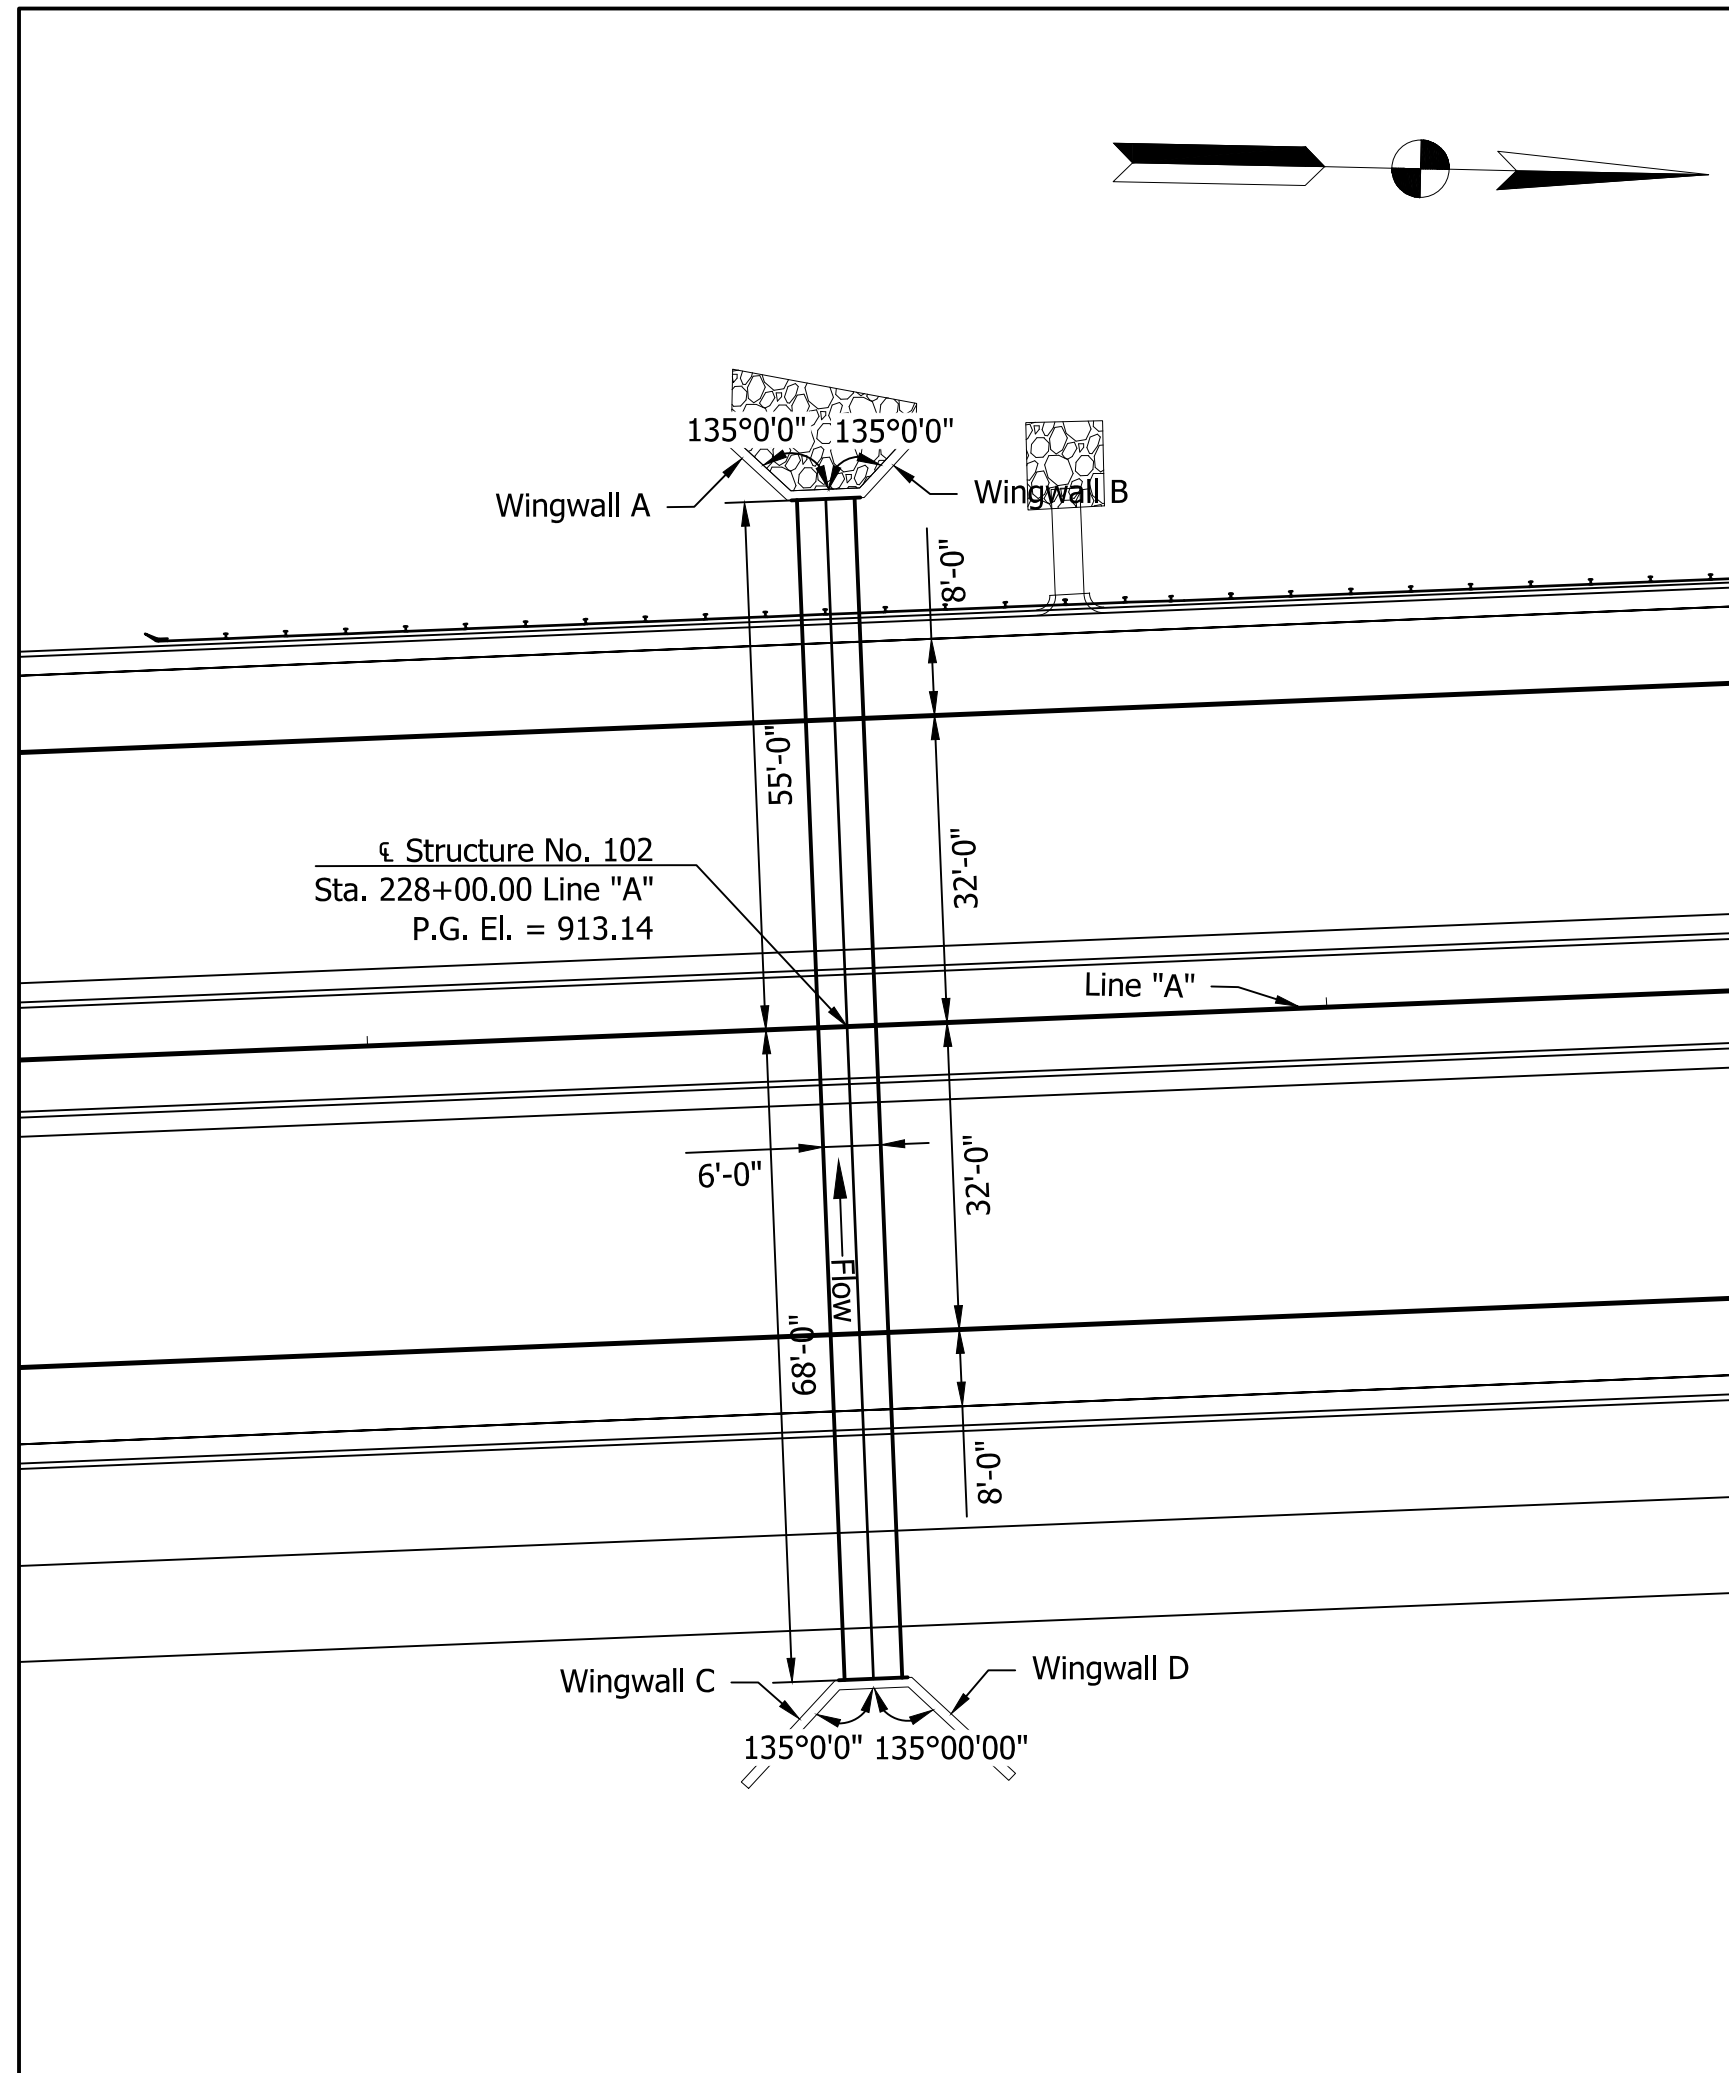 135°0'0" 135°0'0"
Wingwall A
Wingwall B
8'-0"
55'-0"
32'-0"
℄ Structure No. 102
Sta. 228+00.00 Line "A"
P.G. El. = 913.14
Line "A"
6'-0"
32'-0"
Flow
68'-0"
8'-0"
Wingwall C
Wingwall D
135°0'0" 135°00'00"